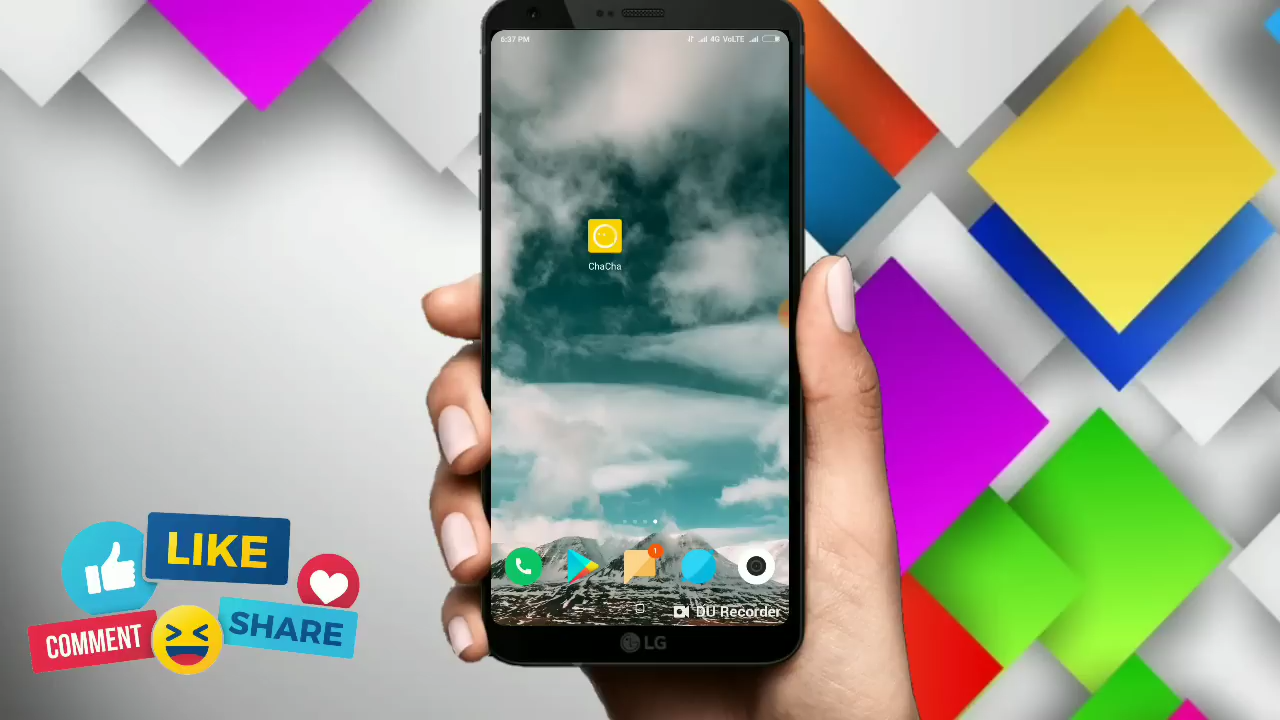 6:37 PM
4G VoLTE
ChaCha
1
DU Recorder
LG
LIKE
COMMENT
SHARE